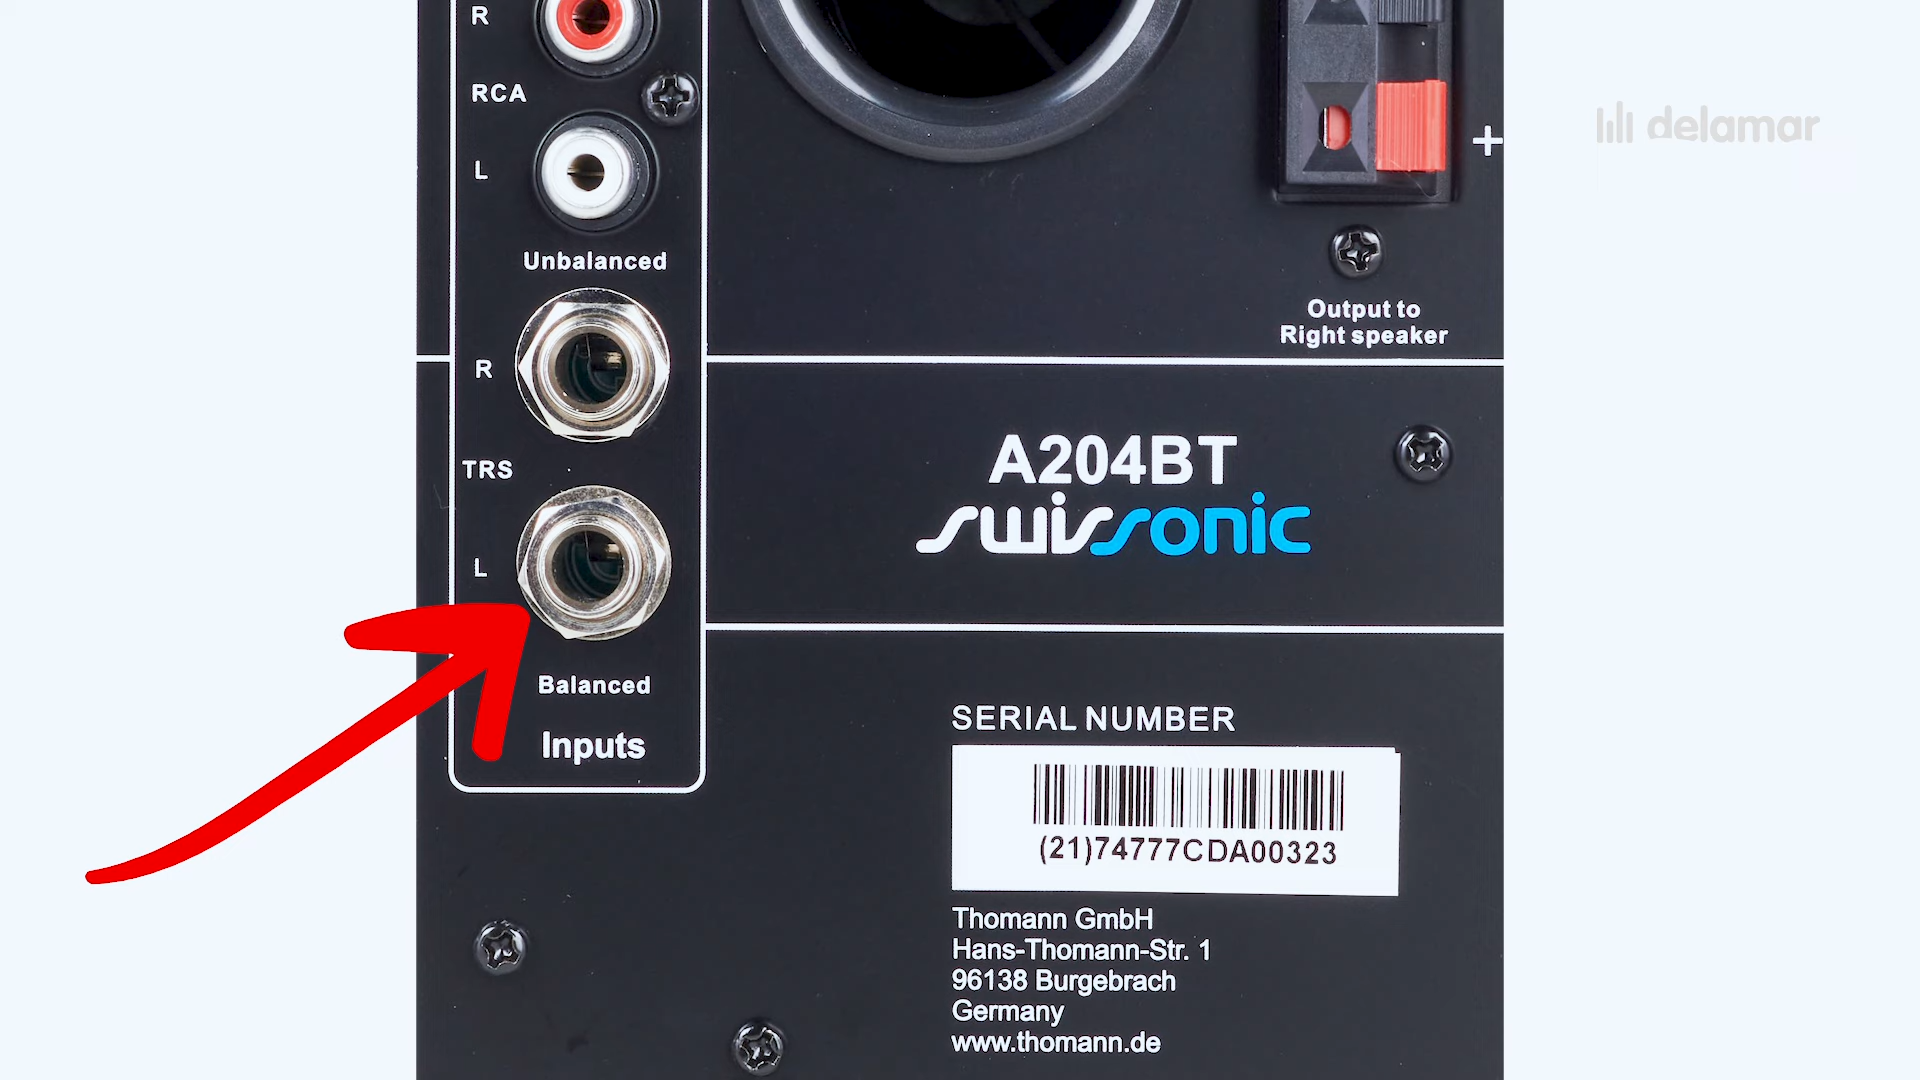 R
RCA
L
Unbalanced
R
TRS
L
Balanced
Inputs
+
Output to
Right speaker
A204BT
swissonic
SERIAL NUMBER
(21)74777CDA00323
Thomann GmbH
Hans-Thomann-Str. 1
96138 Burgebrach
Germany
www.thomann.de
delamar